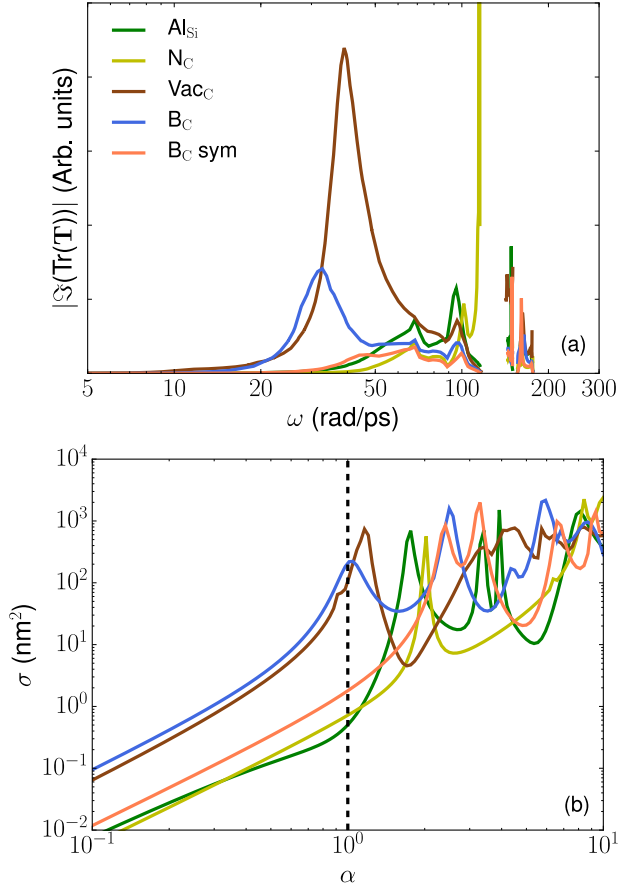 Al_Si
N_C
Vac_C
B_C
B_C sym
|ℑ(Tr(T))| (Arb. units)
(a)
5 10 20 50 100 200 300
ω (rad/ps)
10^4
10^3
10^2
10^1
10^0
10^-1
10^-2
σ (nm^2)
(b)
10^-1 10^0 10^1
α